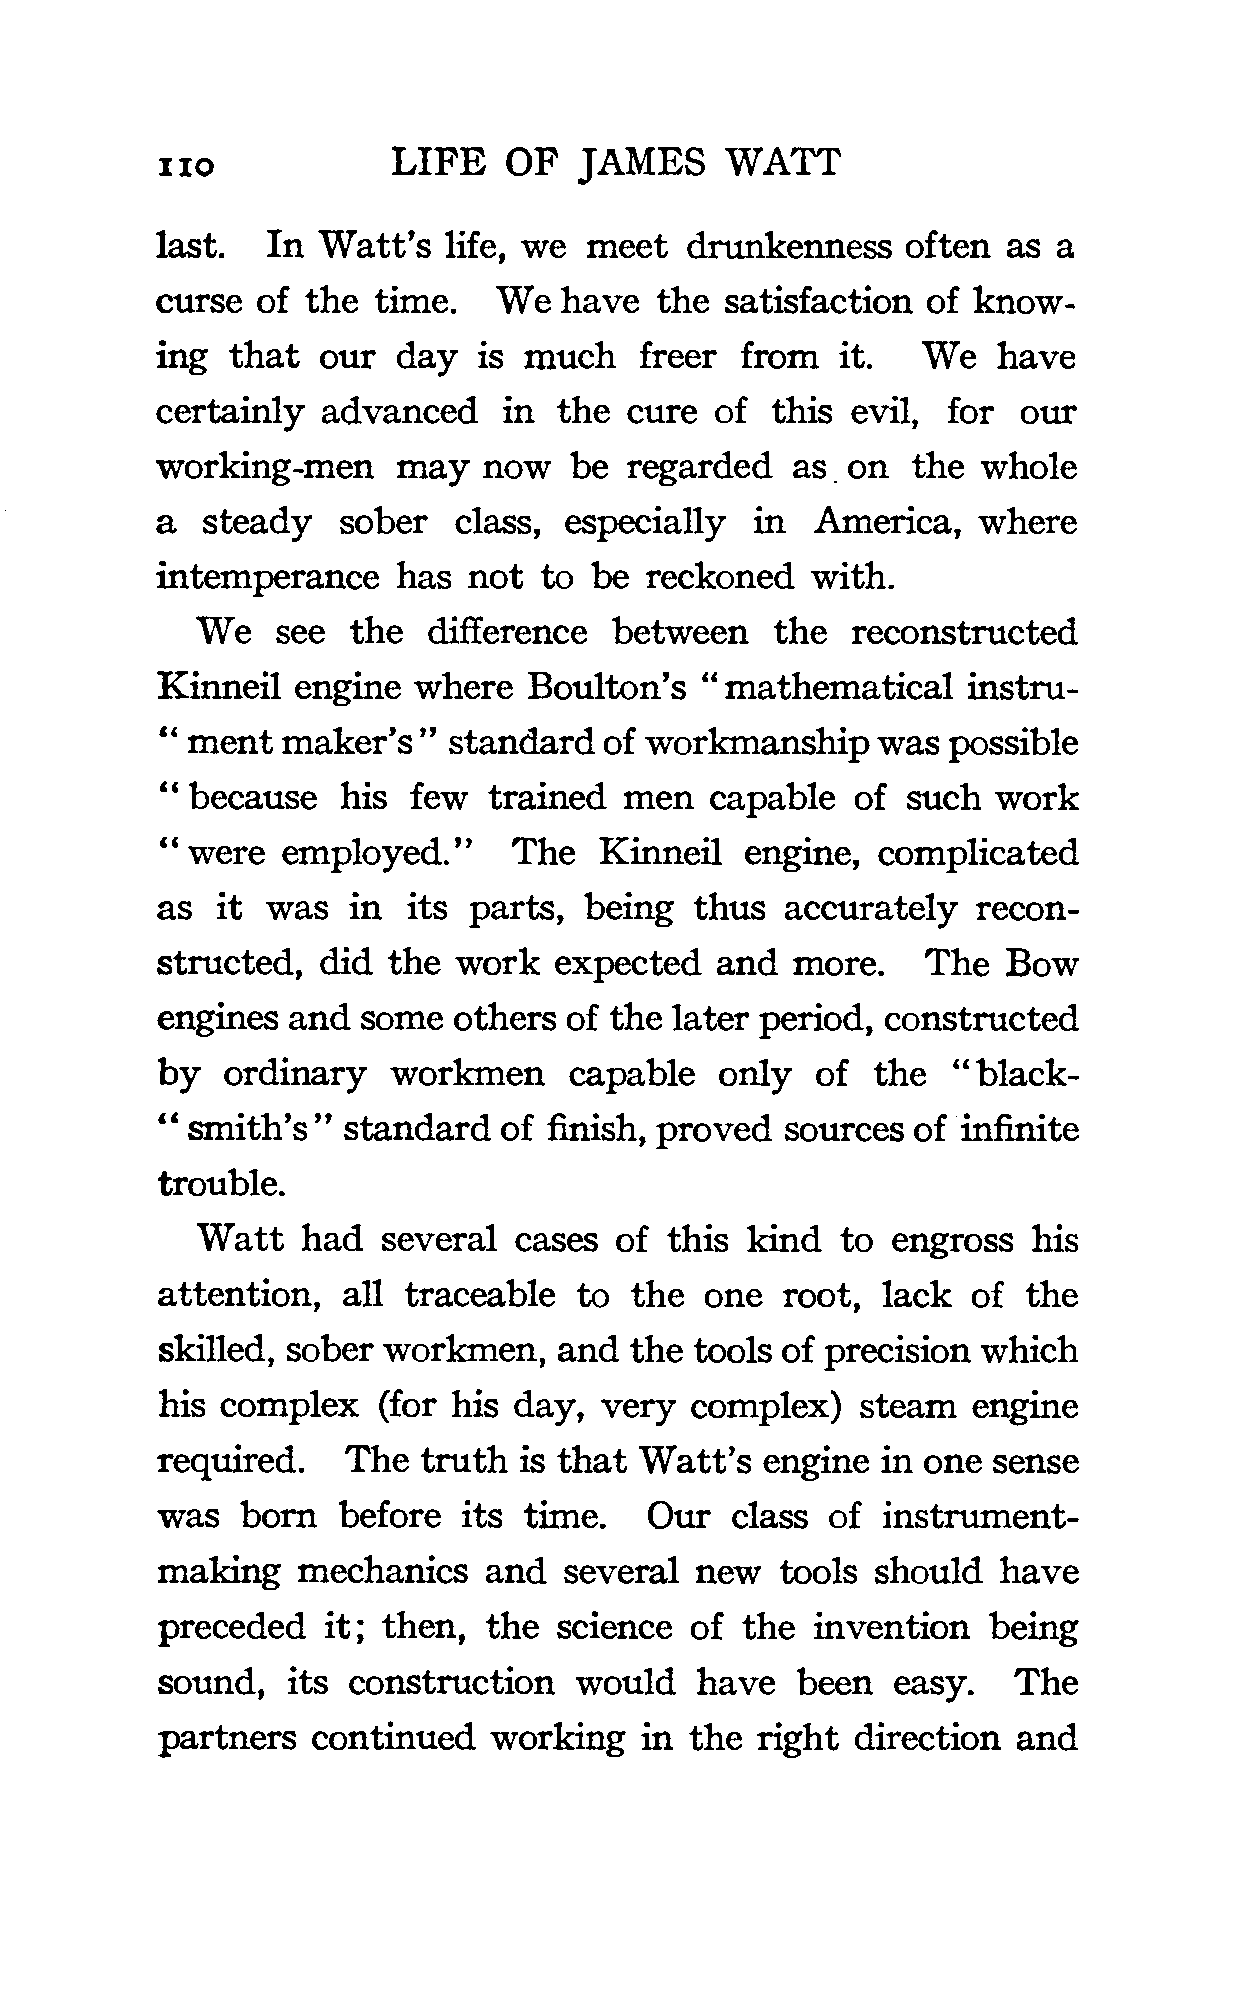 110 LIFE OF JAMES WATT
last. In Watt's life, we meet drunkenness often as a
curse of the time. We have the satisfaction of know-
ing that our day is much freer from it. We have
certainly advanced in the cure of this evil, for our
working-men may now be regarded as on the whole
a steady sober class, especially in America, where
intemperance has not to be reckoned with.
We see the difference between the reconstructed
Kinneil engine where Boulton's "mathematical instru-
"ment maker's" standard of workmanship was possible
"because his few trained men capable of such work
"were employed." The Kinneil engine, complicated
as it was in its parts, being thus accurately recon-
structed, did the work expected and more. The Bow
engines and some others of the later period, constructed
by ordinary workmen capable only of the "black-
"smith's" standard of finish, proved sources of infinite
trouble.
Watt had several cases of this kind to engross his
attention, all traceable to the one root, lack of the
skilled, sober workmen, and the tools of precision which
his complex (for his day, very complex) steam engine
required. The truth is that Watt's engine in one sense
was born before its time. Our class of instrument-
making mechanics and several new tools should have
preceded it; then, the science of the invention being
sound, its construction would have been easy. The
partners continued working in the right direction and